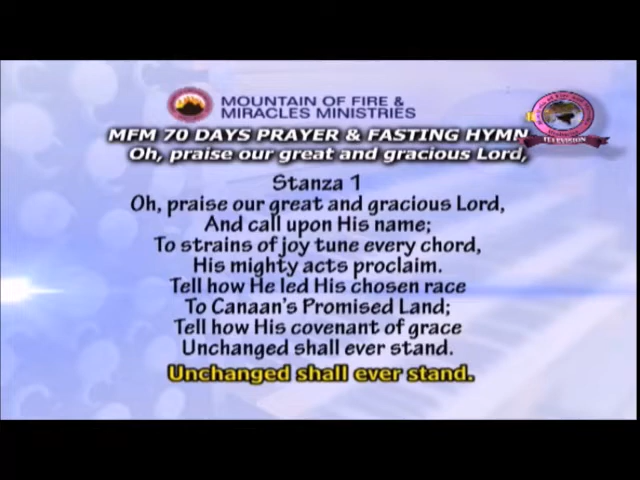 MOUNTAIN OF FIRE &
MIRACLES MINISTRIES
MFM 70 DAYS PRAYER & FASTING HYMN
Oh, praise our great and gracious Lord,
TELEVISION
Stanza 1
Oh, praise our great and gracious Lord,
And call upon His name;
To strains of joy tune every chord,
His mighty acts proclaim.
Tell how He led His chosen race
To Canaan's Promised Land;
Tell how His covenant of grace
Unchanged shall ever stand.
Unchanged shall ever stand.